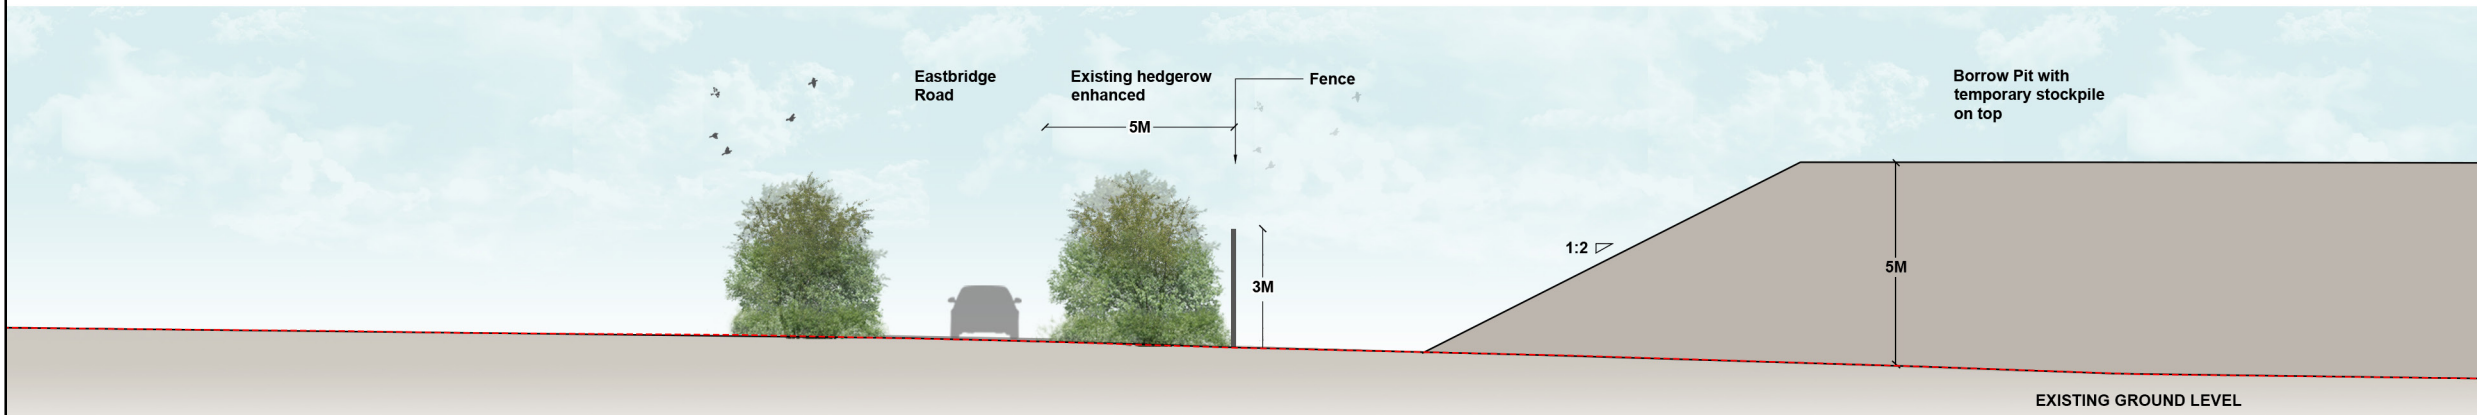 Eastbridge
Road
Existing hedgerow
enhanced
Fence
5M
Borrow Pit with
temporary stockpile
on top
1:2
3M
5M
EXISTING GROUND LEVEL